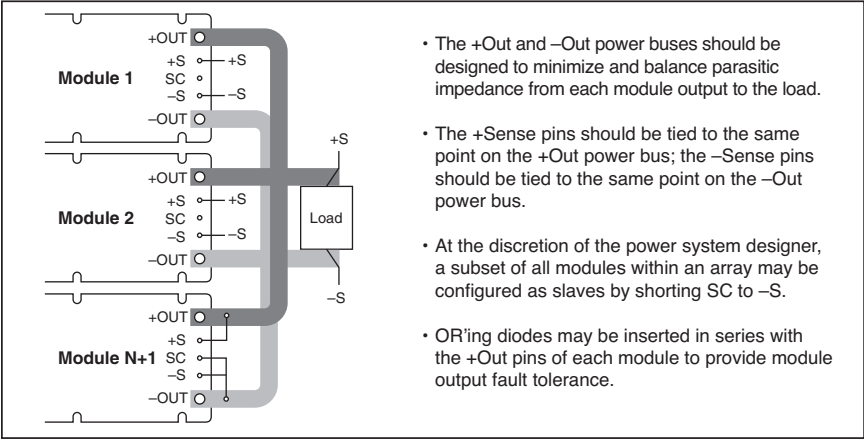 +OUT
+S
+S
Module 1
SC
–S
–S
–OUT
+S
+OUT
+S
+S
Module 2
SC
Load
–S
–S
–OUT
–S
+OUT
+S
Module N+1
SC
–S
–OUT
• The +Out and –Out power buses should be
designed to minimize and balance parasitic
impedance from each module output to the load.
• The +Sense pins should be tied to the same
point on the +Out power bus; the –Sense pins
should be tied to the same point on the –Out
power bus.
• At the discretion of the power system designer,
a subset of all modules within an array may be
configured as slaves by shorting SC to –S.
• OR'ing diodes may be inserted in series with
the +Out pins of each module to provide module
output fault tolerance.